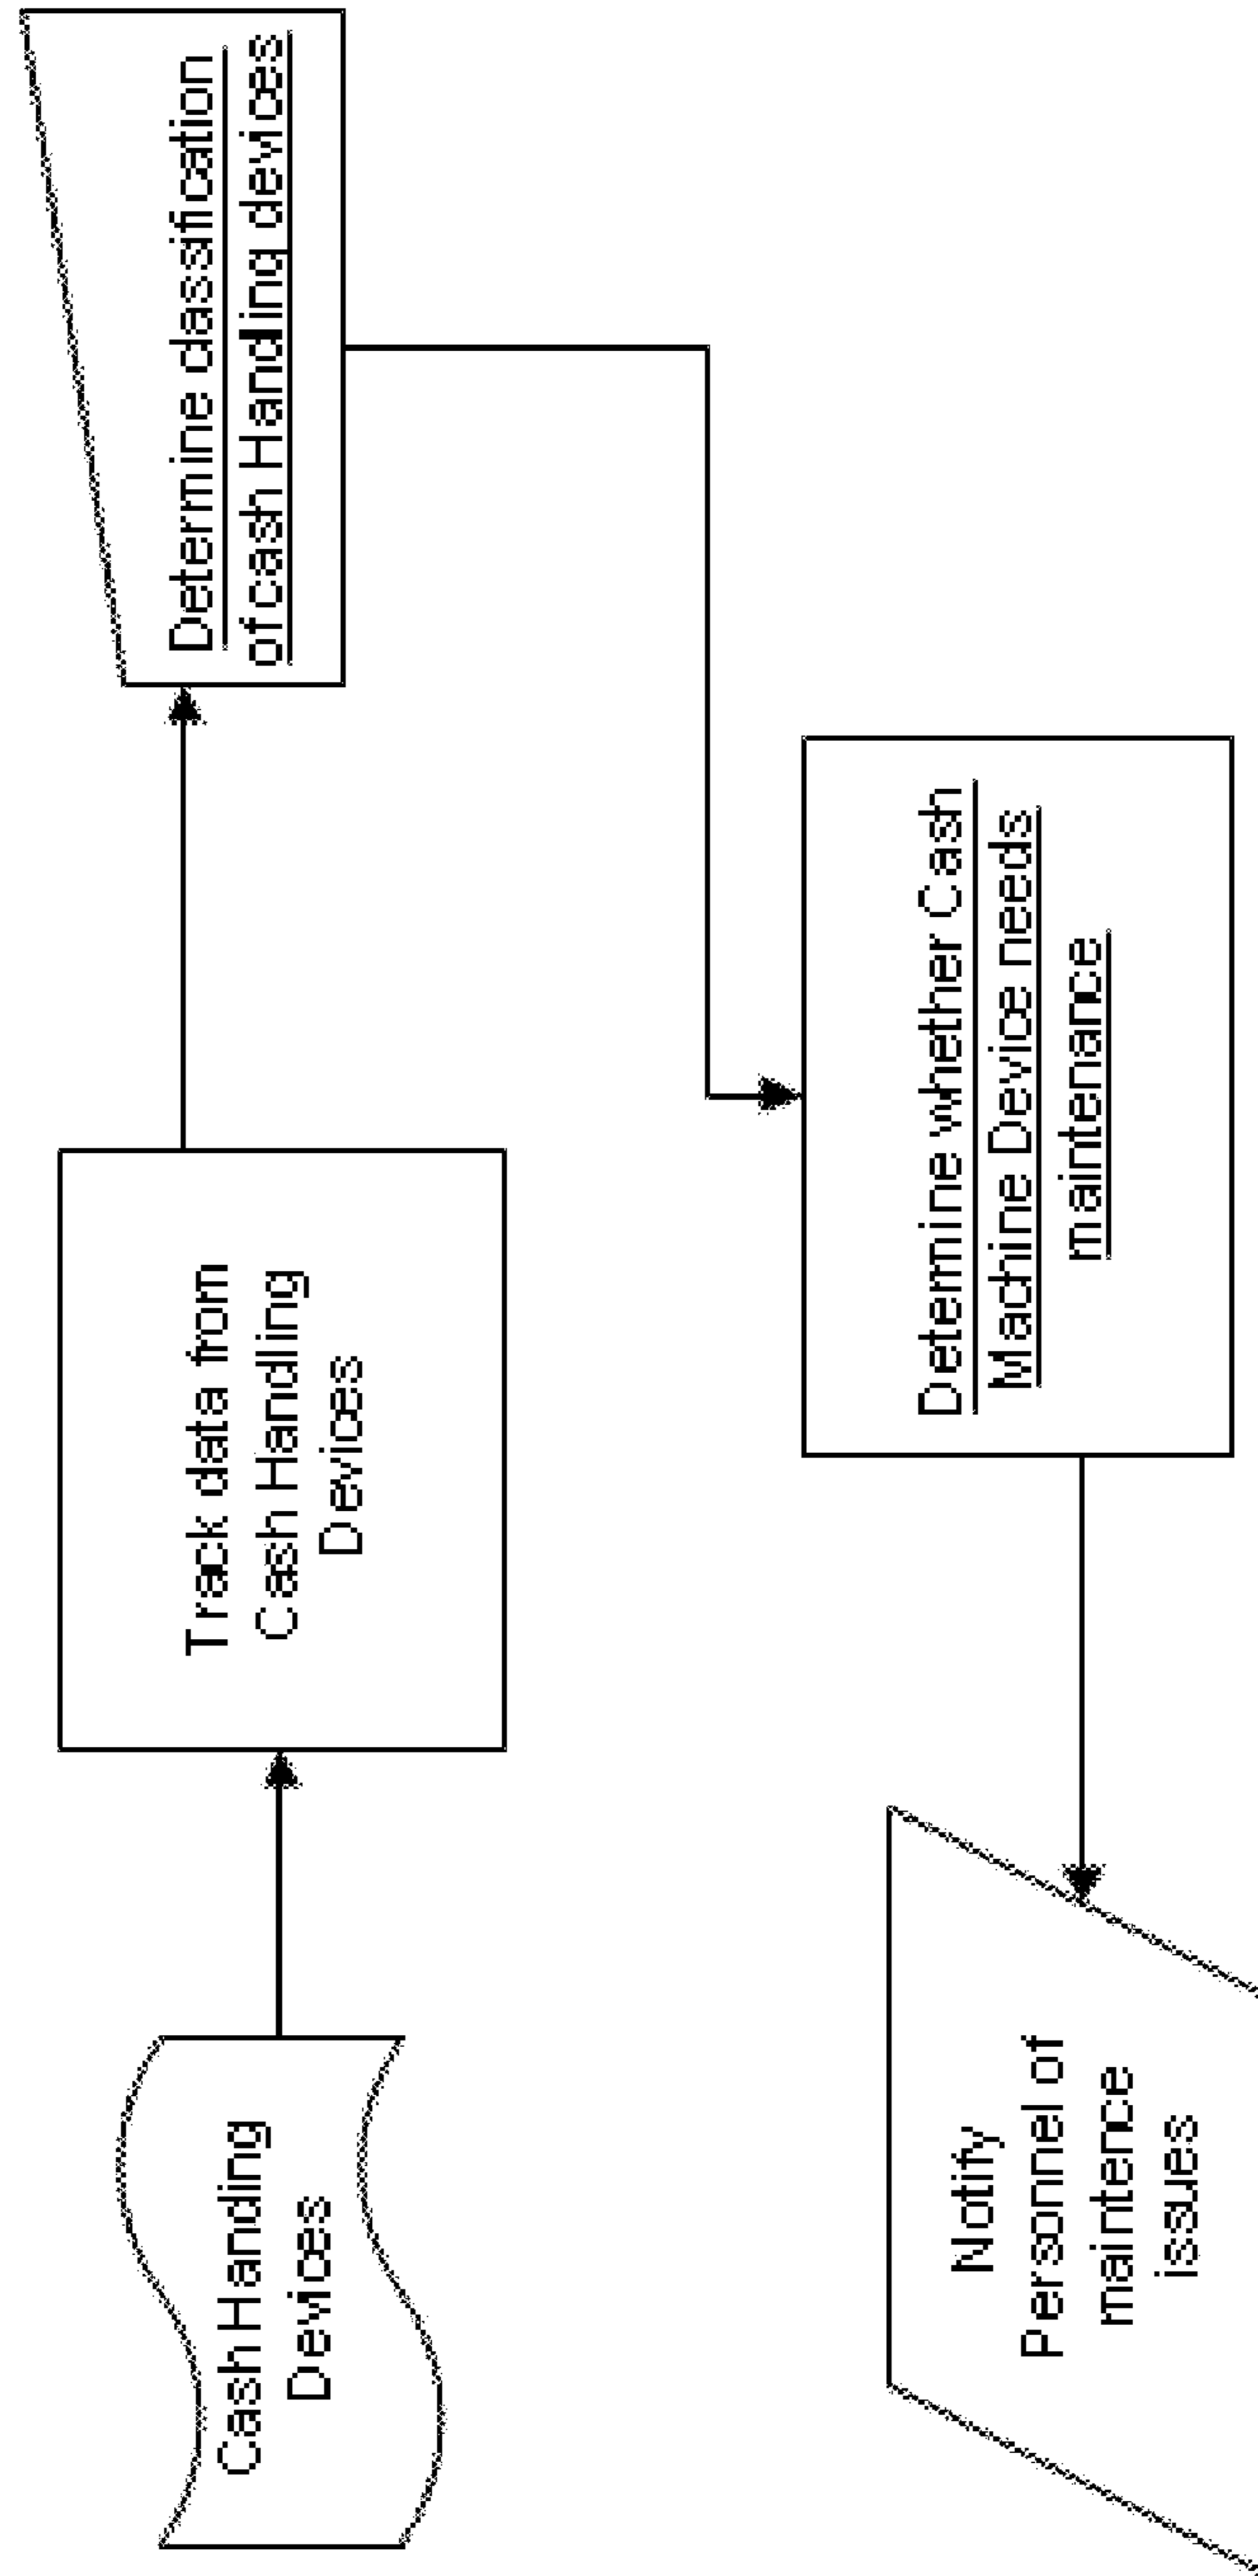 Cash Handing
Devices
Track data from
Cash Handling
Devices
Determine classification
of cash Handling devices
Determine whether Cash
Machine Device needs
maintenance
Notify
Personnel of
maintence
issues